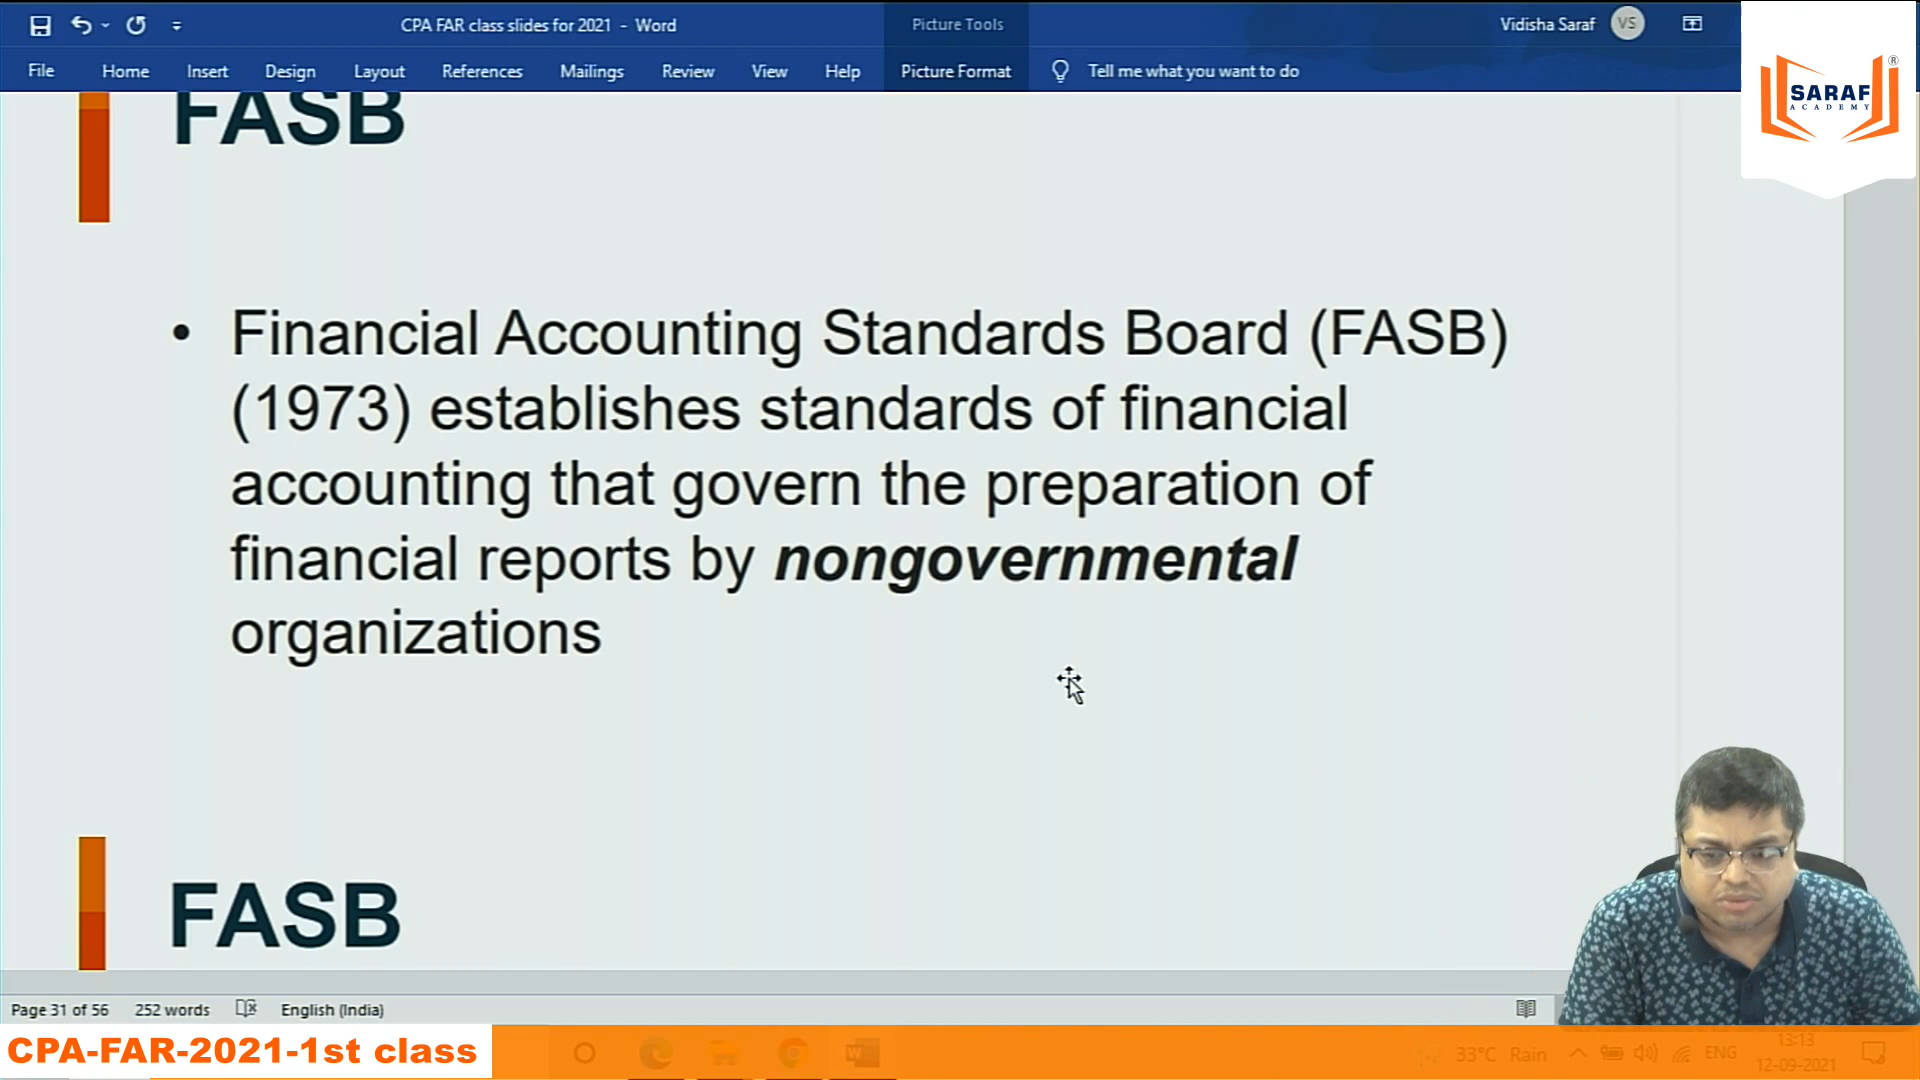 CPA FAR class slides for 2021 - Word
Picture Tools
Vidisha Saraf
VS
File
Home
Insert
Design
Layout
References
Mailings
Review
View
Help
Picture Format
Tell me what you want to do
SARAF
ACADEMY
®
FASB
• Financial Accounting Standards Board (FASB)
(1973) establishes standards of financial
accounting that govern the preparation of
financial reports by nongovernmental
organizations
FASB
Page 31 of 56
252 words
English (India)
CPA-FAR-2021-1st class
33°C Rain
ENG
13:13
12-09-2021